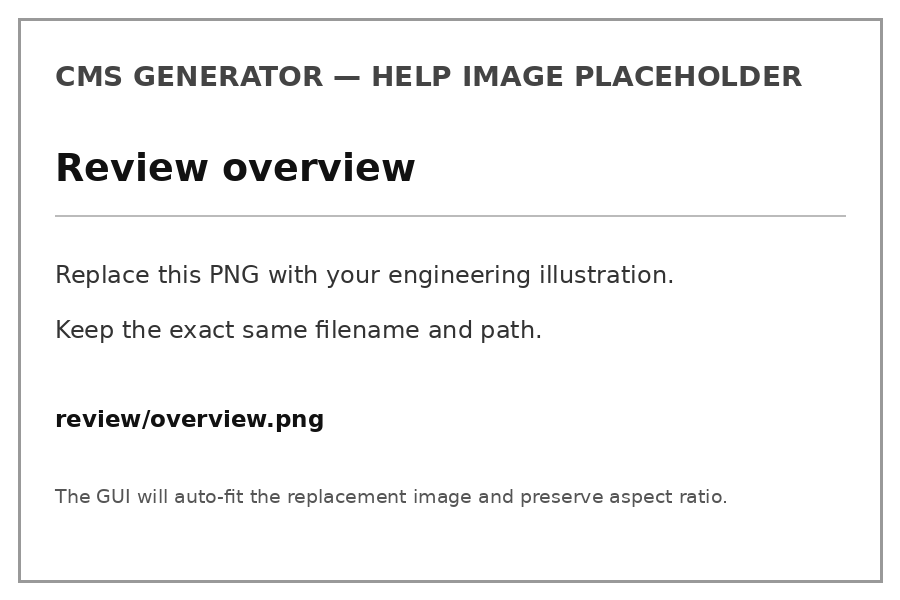 CMS GENERATOR — HELP IMAGE PLACEHOLDER
Review overview
Replace this PNG with your engineering illustration.
Keep the exact same filename and path.
review/overview.png
The GUI will auto-fit the replacement image and preserve aspect ratio.